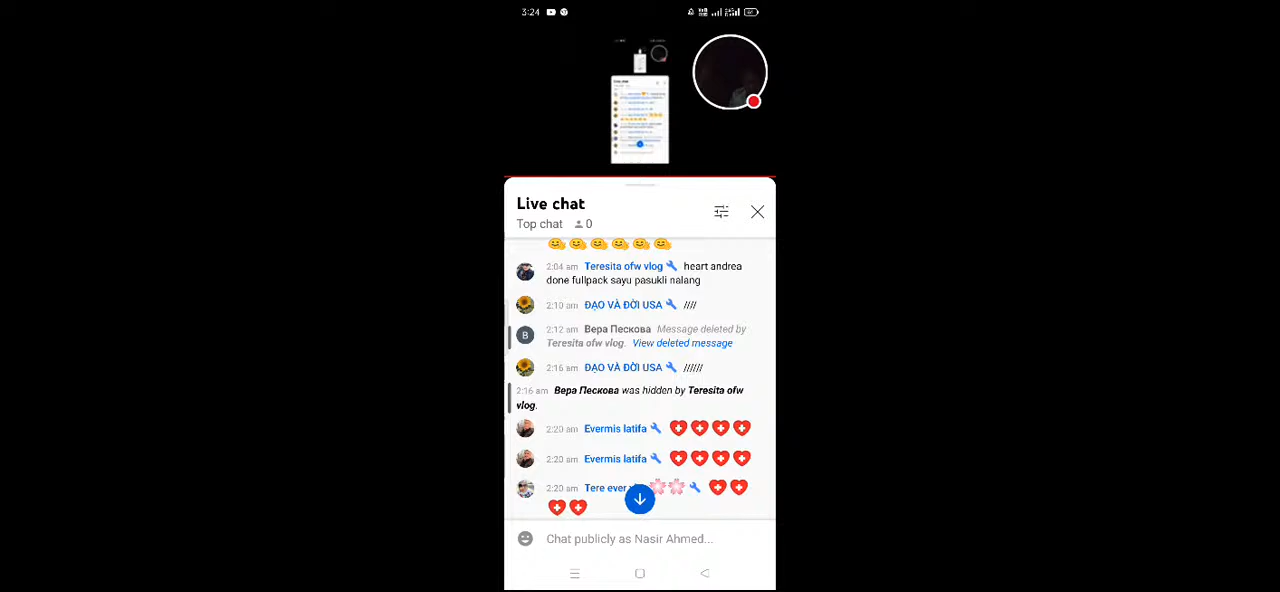 3:24
Live chat
Top chat 0
2:04 am Teresita ofw vlog heart andrea
done fullpack sayu pasukli nalang
2:10 am ĐẠO VÀ ĐỜI USA ////
2:12 am Вера Пескова Message deleted by
Teresita ofw vlog. View deleted message
2:16 am ĐẠO VÀ ĐỜI USA //////
2:16 am Вера Пескова was hidden by Teresita ofw
vlog.
2:20 am Evermis latifa
2:20 am Evermis latifa
2:20 am Tere ever
Chat publicly as Nasir Ahmed...